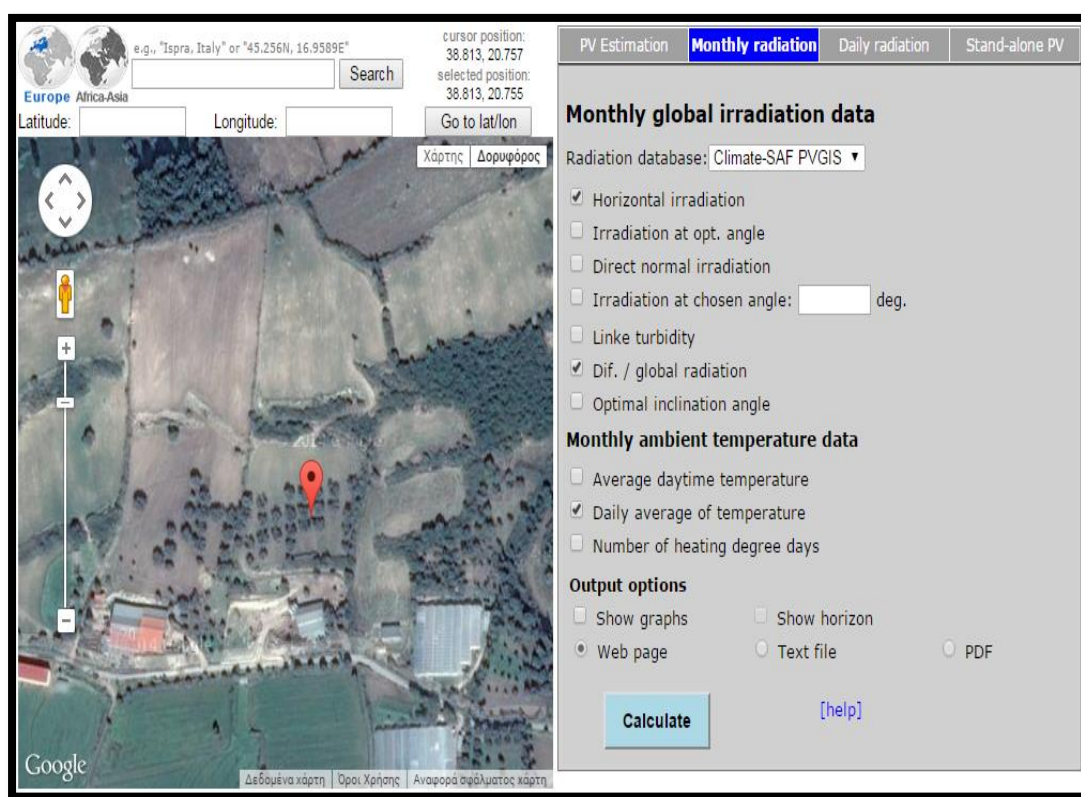 e.g., "Ispra, Italy" or "45.256N, 16.9589E"
Search
Europe Africa-Asia
cursor position:
38.813, 20.757
selected position:
38.813, 20.755
Latitude:
Longitude:
Go to lat/lon
Χάρτης
Δορυφόρος
Google
Δεδομένα χάρτη
Όροι Χρήσης
Αναφορά σφάλματος χάρτη
PV Estimation
Monthly radiation
Daily radiation
Stand-alone PV
Monthly global irradiation data
Radiation database: Climate-SAF PVGIS
Horizontal irradiation
Irradiation at opt. angle
Direct normal irradiation
Irradiation at chosen angle: deg.
Linke turbidity
Dif. / global radiation
Optimal inclination angle
Monthly ambient temperature data
Average daytime temperature
Daily average of temperature
Number of heating degree days
Output options
Show graphs
Show horizon
Web page
Text file
PDF
Calculate
[help]